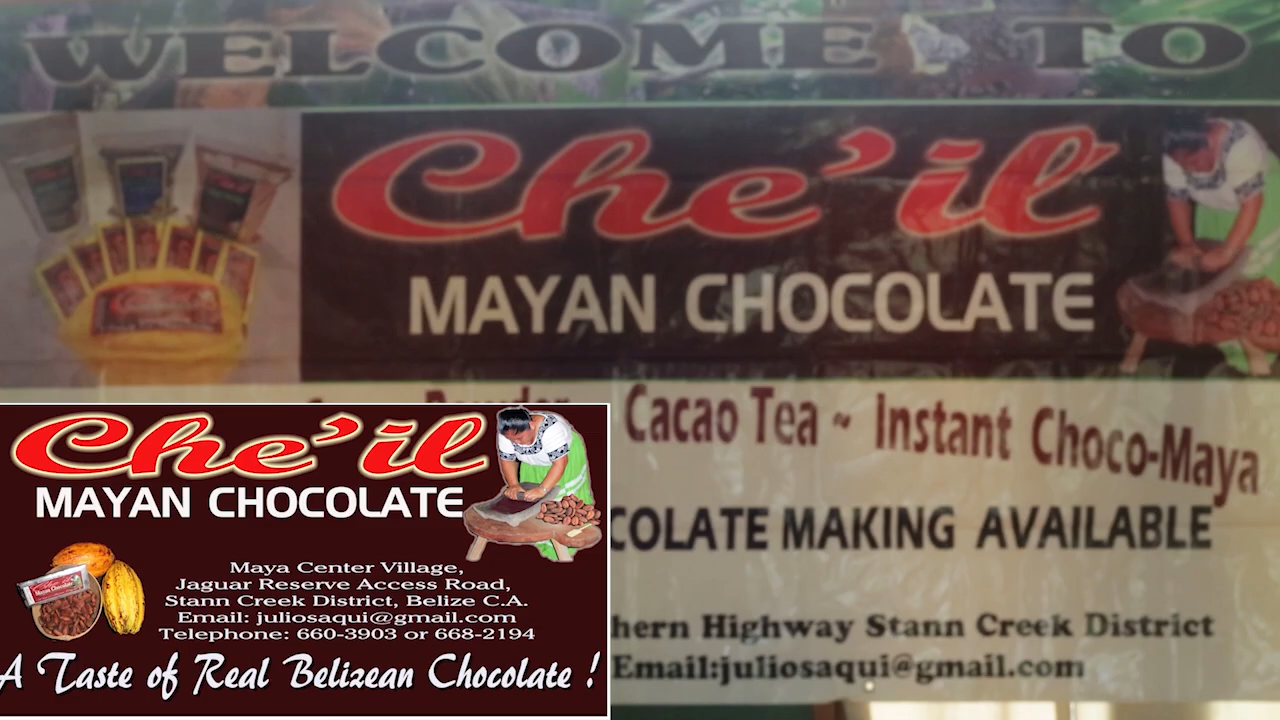 WELCOME TO
Che'il
MAYAN CHOCOLATE
Powder Cacao Tea ~ Instant Choco-Maya
COLATE MAKING AVAILABLE
hern Highway Stann Creek District
Email:juliosaqui@gmail.com
Che'il
MAYAN CHOCOLATE
Maya Center Village,
Jaguar Reserve Access Road,
Stann Creek District, Belize C.A.
Email: juliosaqui@gmail.com
Telephone: 660-3903 or 668-2194
A Taste of Real Belizean Chocolate !